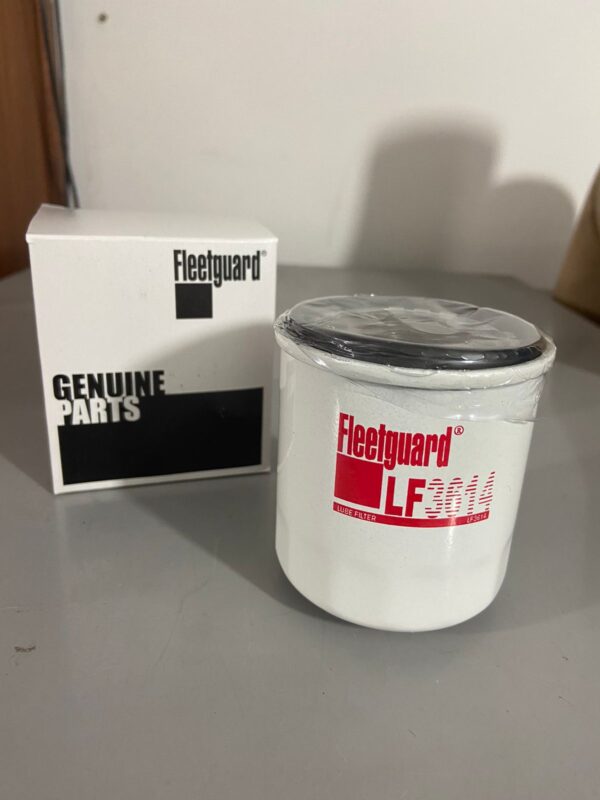 Fleetguard®
GENUINE
PARTS
Fleetguard®
LF3614
LUBE FILTER LF3614